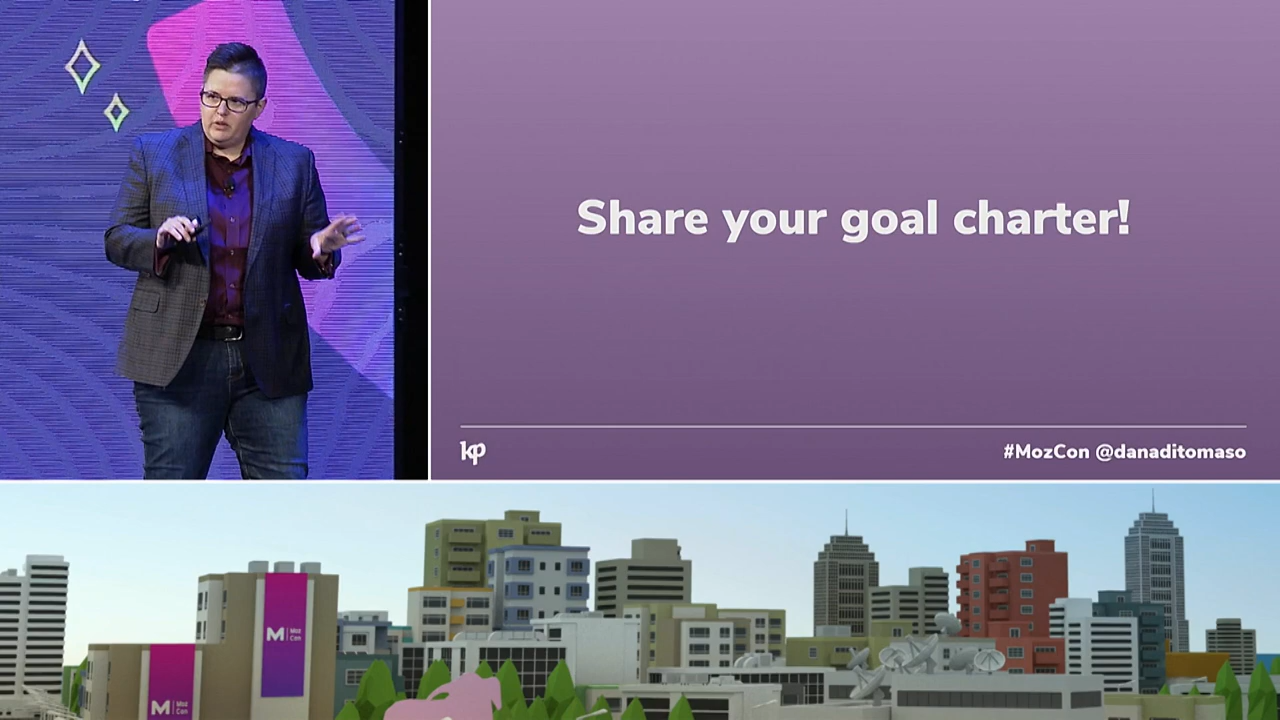 Share your goal charter!
kp
#MozCon @danaditomaso
M Moz
Con
M Moz
Con